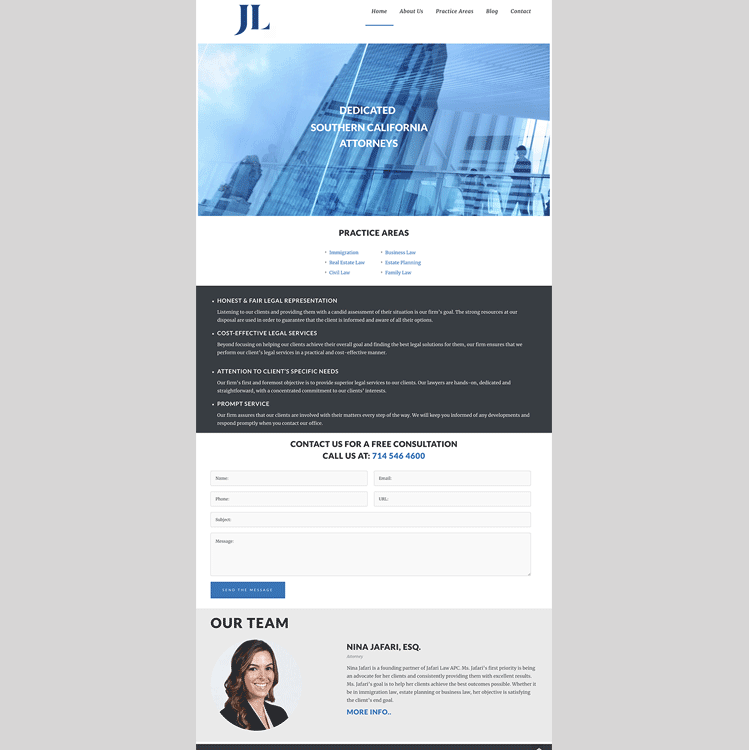 JL
Home About Us Practice Areas Blog Contact
DEDICATED
SOUTHERN CALIFORNIA
ATTORNEYS
PRACTICE AREAS
Immigration Business Law
Real Estate Law Estate Planning
Civil Law Family Law
HONEST & FAIR LEGAL REPRESENTATION
Listening to our clients and providing them with a candid assessment of their situation is our firm's goal. The strong resources at our
disposal are used in order to guarantee that the client is informed and aware of all their options.
COST-EFFECTIVE LEGAL SERVICES
Beyond focusing on helping our clients achieve their overall goal and finding the best legal solutions for them, our firm ensures that we
perform our client's legal services in a practical and cost-effective manner.
ATTENTION TO CLIENT'S SPECIFIC NEEDS
Our firm's first and foremost objective is to provide superior legal services to our clients. Our lawyers are hands-on, dedicated and
straightforward, with a concentrated commitment to our clients' interests.
PROMPT SERVICE
Our firm assures that our clients are involved with their matters every step of the way. We will keep you informed of any developments and
respond promptly when you contact our office.
CONTACT US FOR A FREE CONSULTATION
CALL US AT: 714 546 4600
Name: Email:
Phone: URL:
Subject:
Message:
SEND THE MESSAGE
OUR TEAM
NINA JAFARI, ESQ.
Attorney
Nina Jafari is a founding partner of Jafari Law APC. Ms. Jafari's first priority is being
an advocate for her clients and consistently providing them with excellent results.
Ms. Jafari's goal is to help her clients achieve the best outcomes possible. Whether it
be in immigration law, estate planning or business law, her objective is satisfying
the client's end goal.
MORE INFO..